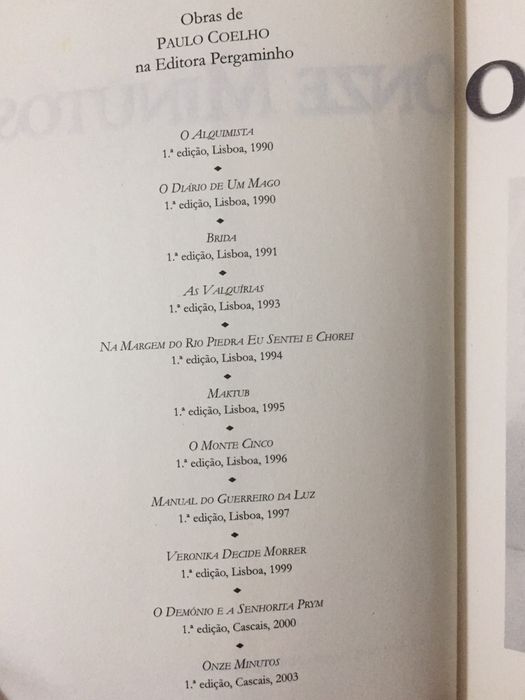 Obras de
PAULO COELHO
na Editora Pergaminho
O ALQUIMISTA
1.ª edição, Lisboa, 1990
O DIÁRIO DE UM MAGO
1.ª edição, Lisboa, 1990
BRIDA
1.ª edição, Lisboa, 1991
AS VALQUÍRIAS
1.ª edição, Lisboa, 1993
NA MARGEM DO RIO PIEDRA EU SENTEI E CHOREI
1.ª edição, Lisboa, 1994
MAKTUB
1.ª edição, Lisboa, 1995
O MONTE CINCO
1.ª edição, Lisboa, 1996
MANUAL DO GUERREIRO DA LUZ
1.ª edição, Lisboa, 1997
VERONIKA DECIDE MORRER
1.ª edição, Lisboa, 1999
O DEMÓNIO E A SENHORITA PRYM
1.ª edição, Cascais, 2000
ONZE MINUTOS
1.ª edição, Cascais, 2003
ONZE MINUTOS
O